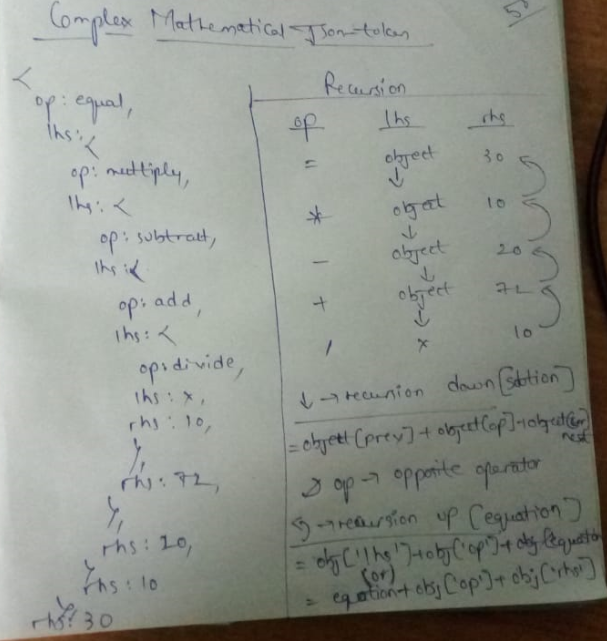 Complex Mathematical Json-token
5
{
op: equal,
lhs: {
op: multiply,
lhs: {
op: subtract,
lhs: {
op: add,
lhs: {
op: divide,
lhs: x,
rhs: 10,
},
rhs: 72,
},
rhs: 20,
}
rhs: 10
}
rhs: 30
Recursion
op lhs rhs
= object 30
↓
* object 10
↓
- object 20
↓
+ object 72
↓
/ x 10
↓ → recursion down [solution]
= object[prev] + object[op] + object[ ] next
op → opposite operator
→ recursion up [equation]
= obj['lhs'] + obj['op'] + obj[equation
(or)
= equation + obj['op'] + obj['rhs']